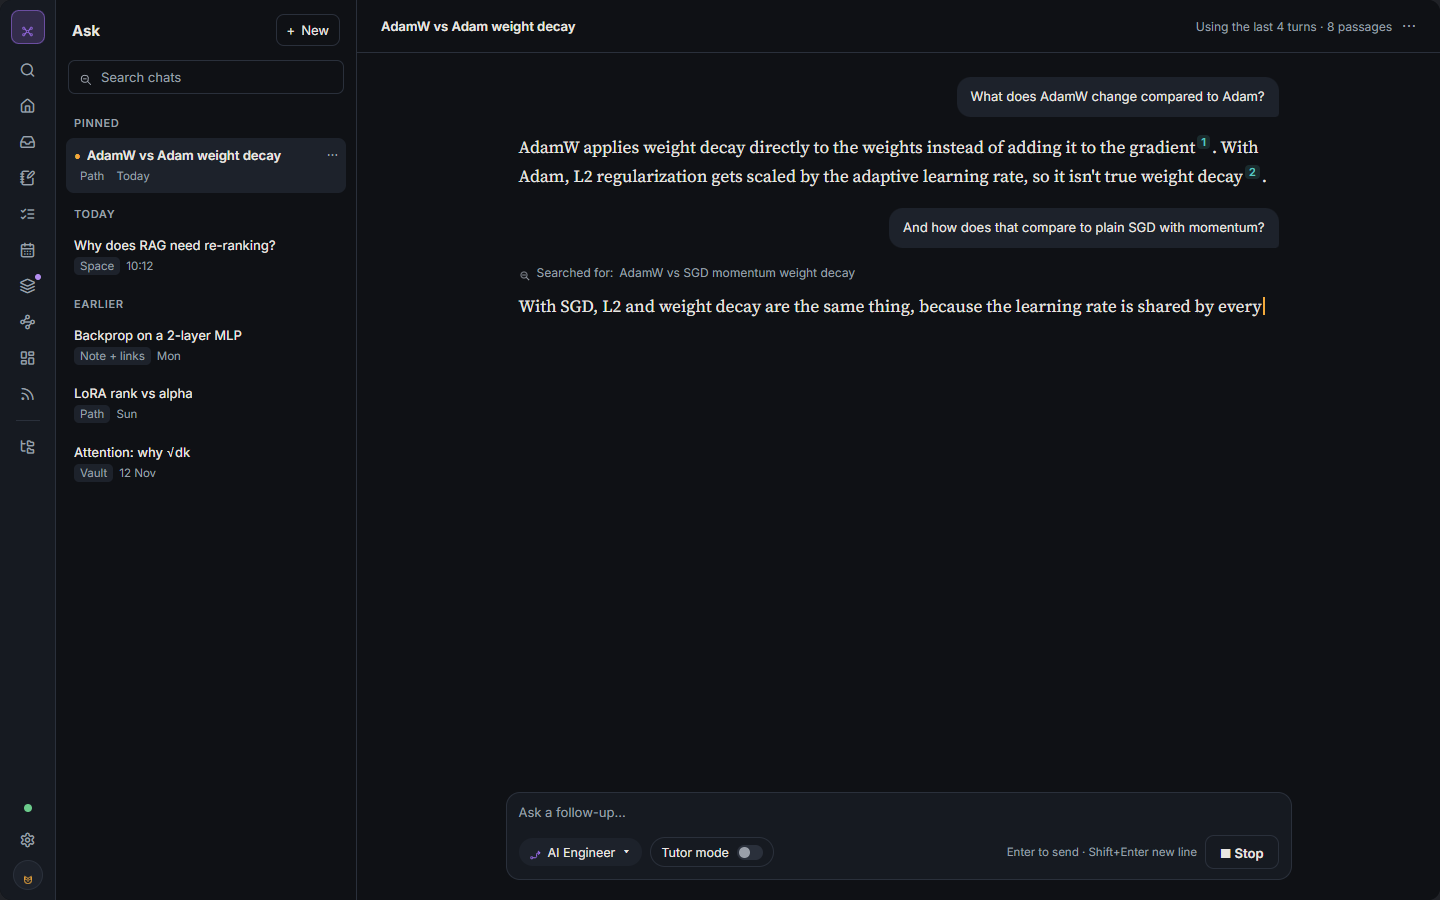 Ask
+ New
Search chats
PINNED
AdamW vs Adam weight decay
Path Today
TODAY
Why does RAG need re-ranking?
Space 10:12
EARLIER
Backprop on a 2-layer MLP
Note + links Mon
LoRA rank vs alpha
Path Sun
Attention: why √dk
Vault 12 Nov
AdamW vs Adam weight decay
Using the last 4 turns · 8 passages
What does AdamW change compared to Adam?
AdamW applies weight decay directly to the weights instead of adding it to the gradient 1 . With
Adam, L2 regularization gets scaled by the adaptive learning rate, so it isn't true weight decay 2 .
And how does that compare to plain SGD with momentum?
Searched for: AdamW vs SGD momentum weight decay
With SGD, L2 and weight decay are the same thing, because the learning rate is shared by every
Ask a follow-up...
AI Engineer
Tutor mode
Enter to send · Shift+Enter new line
Stop